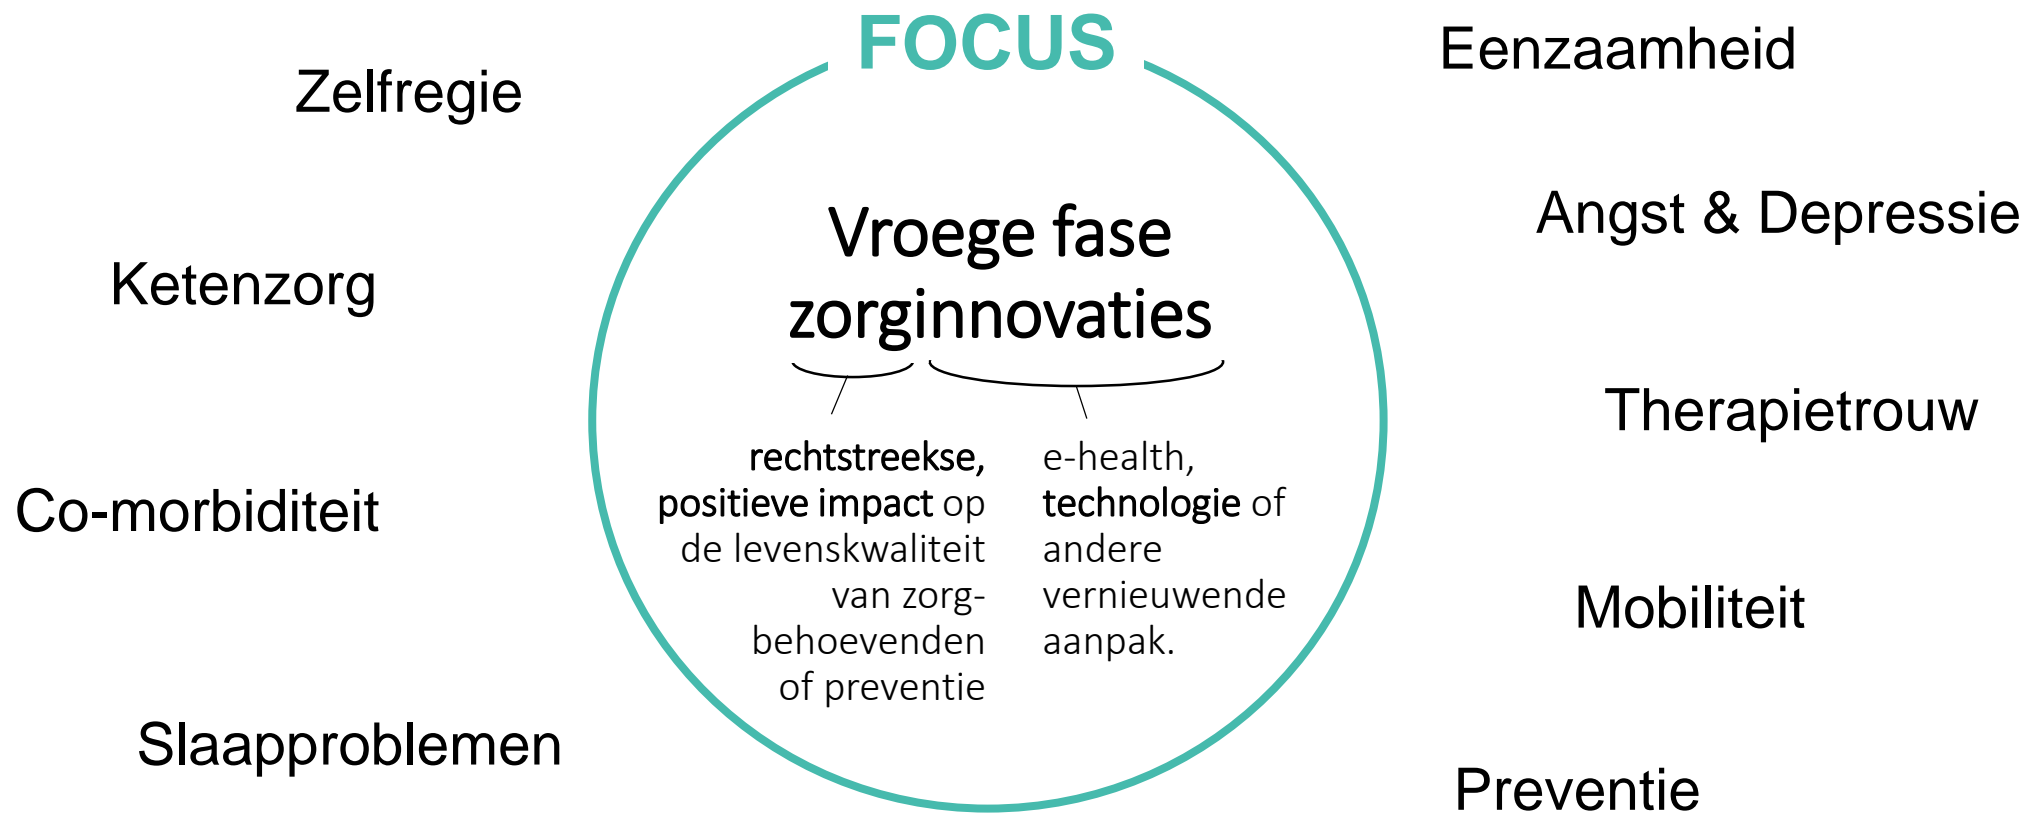 FOCUS
Zelfregie
Ketenzorg
Co-morbiditeit
Slaapproblemen
Vroege fase
zorginnovaties
rechtstreekse,
positieve impact op
de levenskwaliteit
van zorg-
behoevenden
of preventie
e-health,
technologie of
andere
vernieuwende
aanpak.
Eenzaamheid
Angst & Depressie
Therapietrouw
Mobiliteit
Preventie